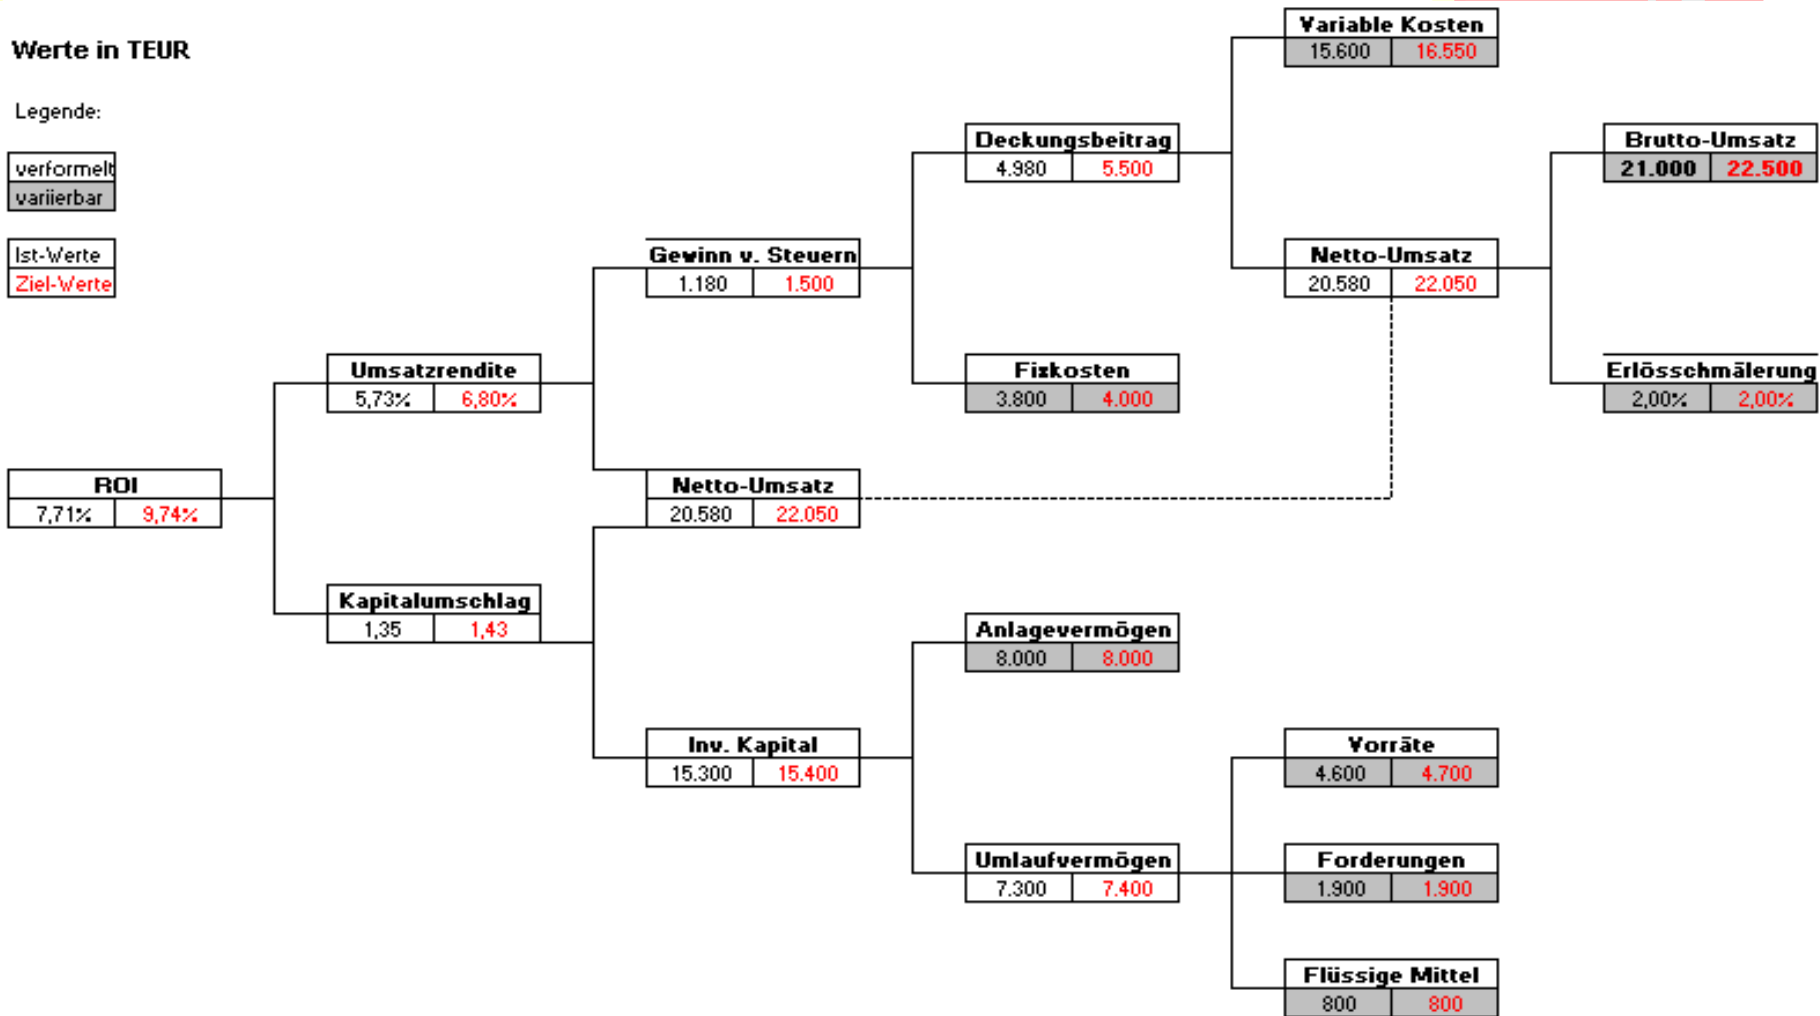 Werte in TEUR
Legende:
verformelt
variierbar
Ist-Werte
Ziel-Werte
ROI
7,71% 9,74%
Umsatzrendite
5,73% 6,80%
Kapitalumschlag
1,35 1,43
Gewinn v. Steuern
1.180 1.500
Netto-Umsatz
20.580 22.050
Inv. Kapital
15.300 15.400
Deckungsbeitrag
4.980 5.500
Fixkosten
3.800 4.000
Anlagevermögen
8.000 8.000
Umlaufvermögen
7.300 7.400
Variable Kosten
15.600 16.550
Netto-Umsatz
20.580 22.050
Vorräte
4.600 4.700
Forderungen
1.900 1.900
Flüssige Mittel
800 800
Brutto-Umsatz
21.000 22.500
Erlösschmälerung
2,00% 2,00%